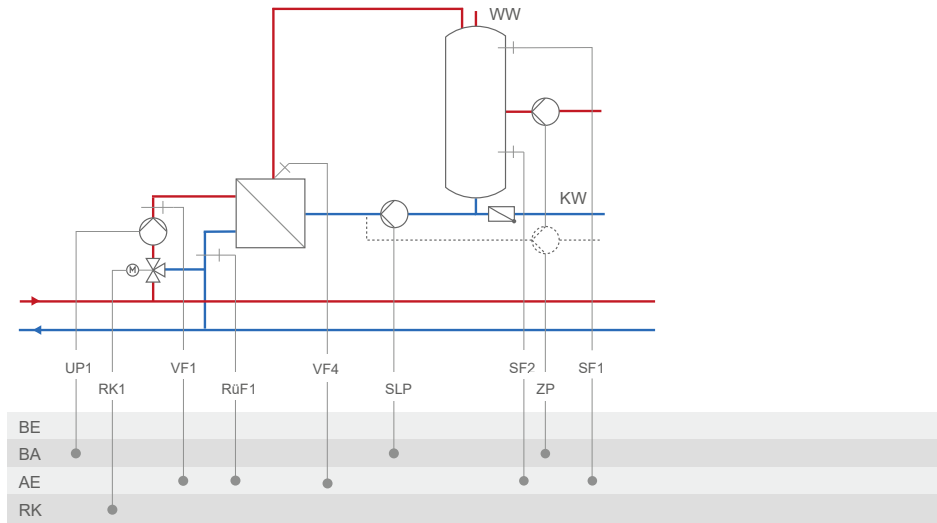 WW
KW
M
UP1 VF1 VF4 SF2 SF1
RK1 RüF1 SLP ZP
BE
BA
AE
RK